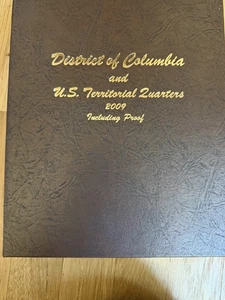 District of Columbia
and
U.S. Territorial Quarters
2009
Including Proof